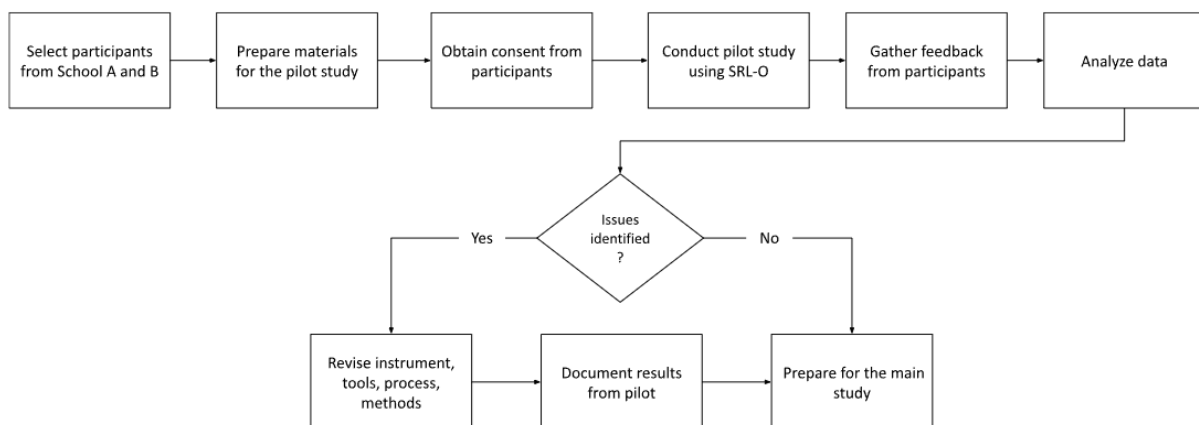 Select participants
from School A and B
Prepare materials
for the pilot study
Obtain consent from
participants
Conduct pilot study
using SRL-O
Gather feedback
from participants
Analyze data
Issues
identified
?
Yes
No
Revise instrument,
tools, process,
methods
Document results
from pilot
Prepare for the main
study